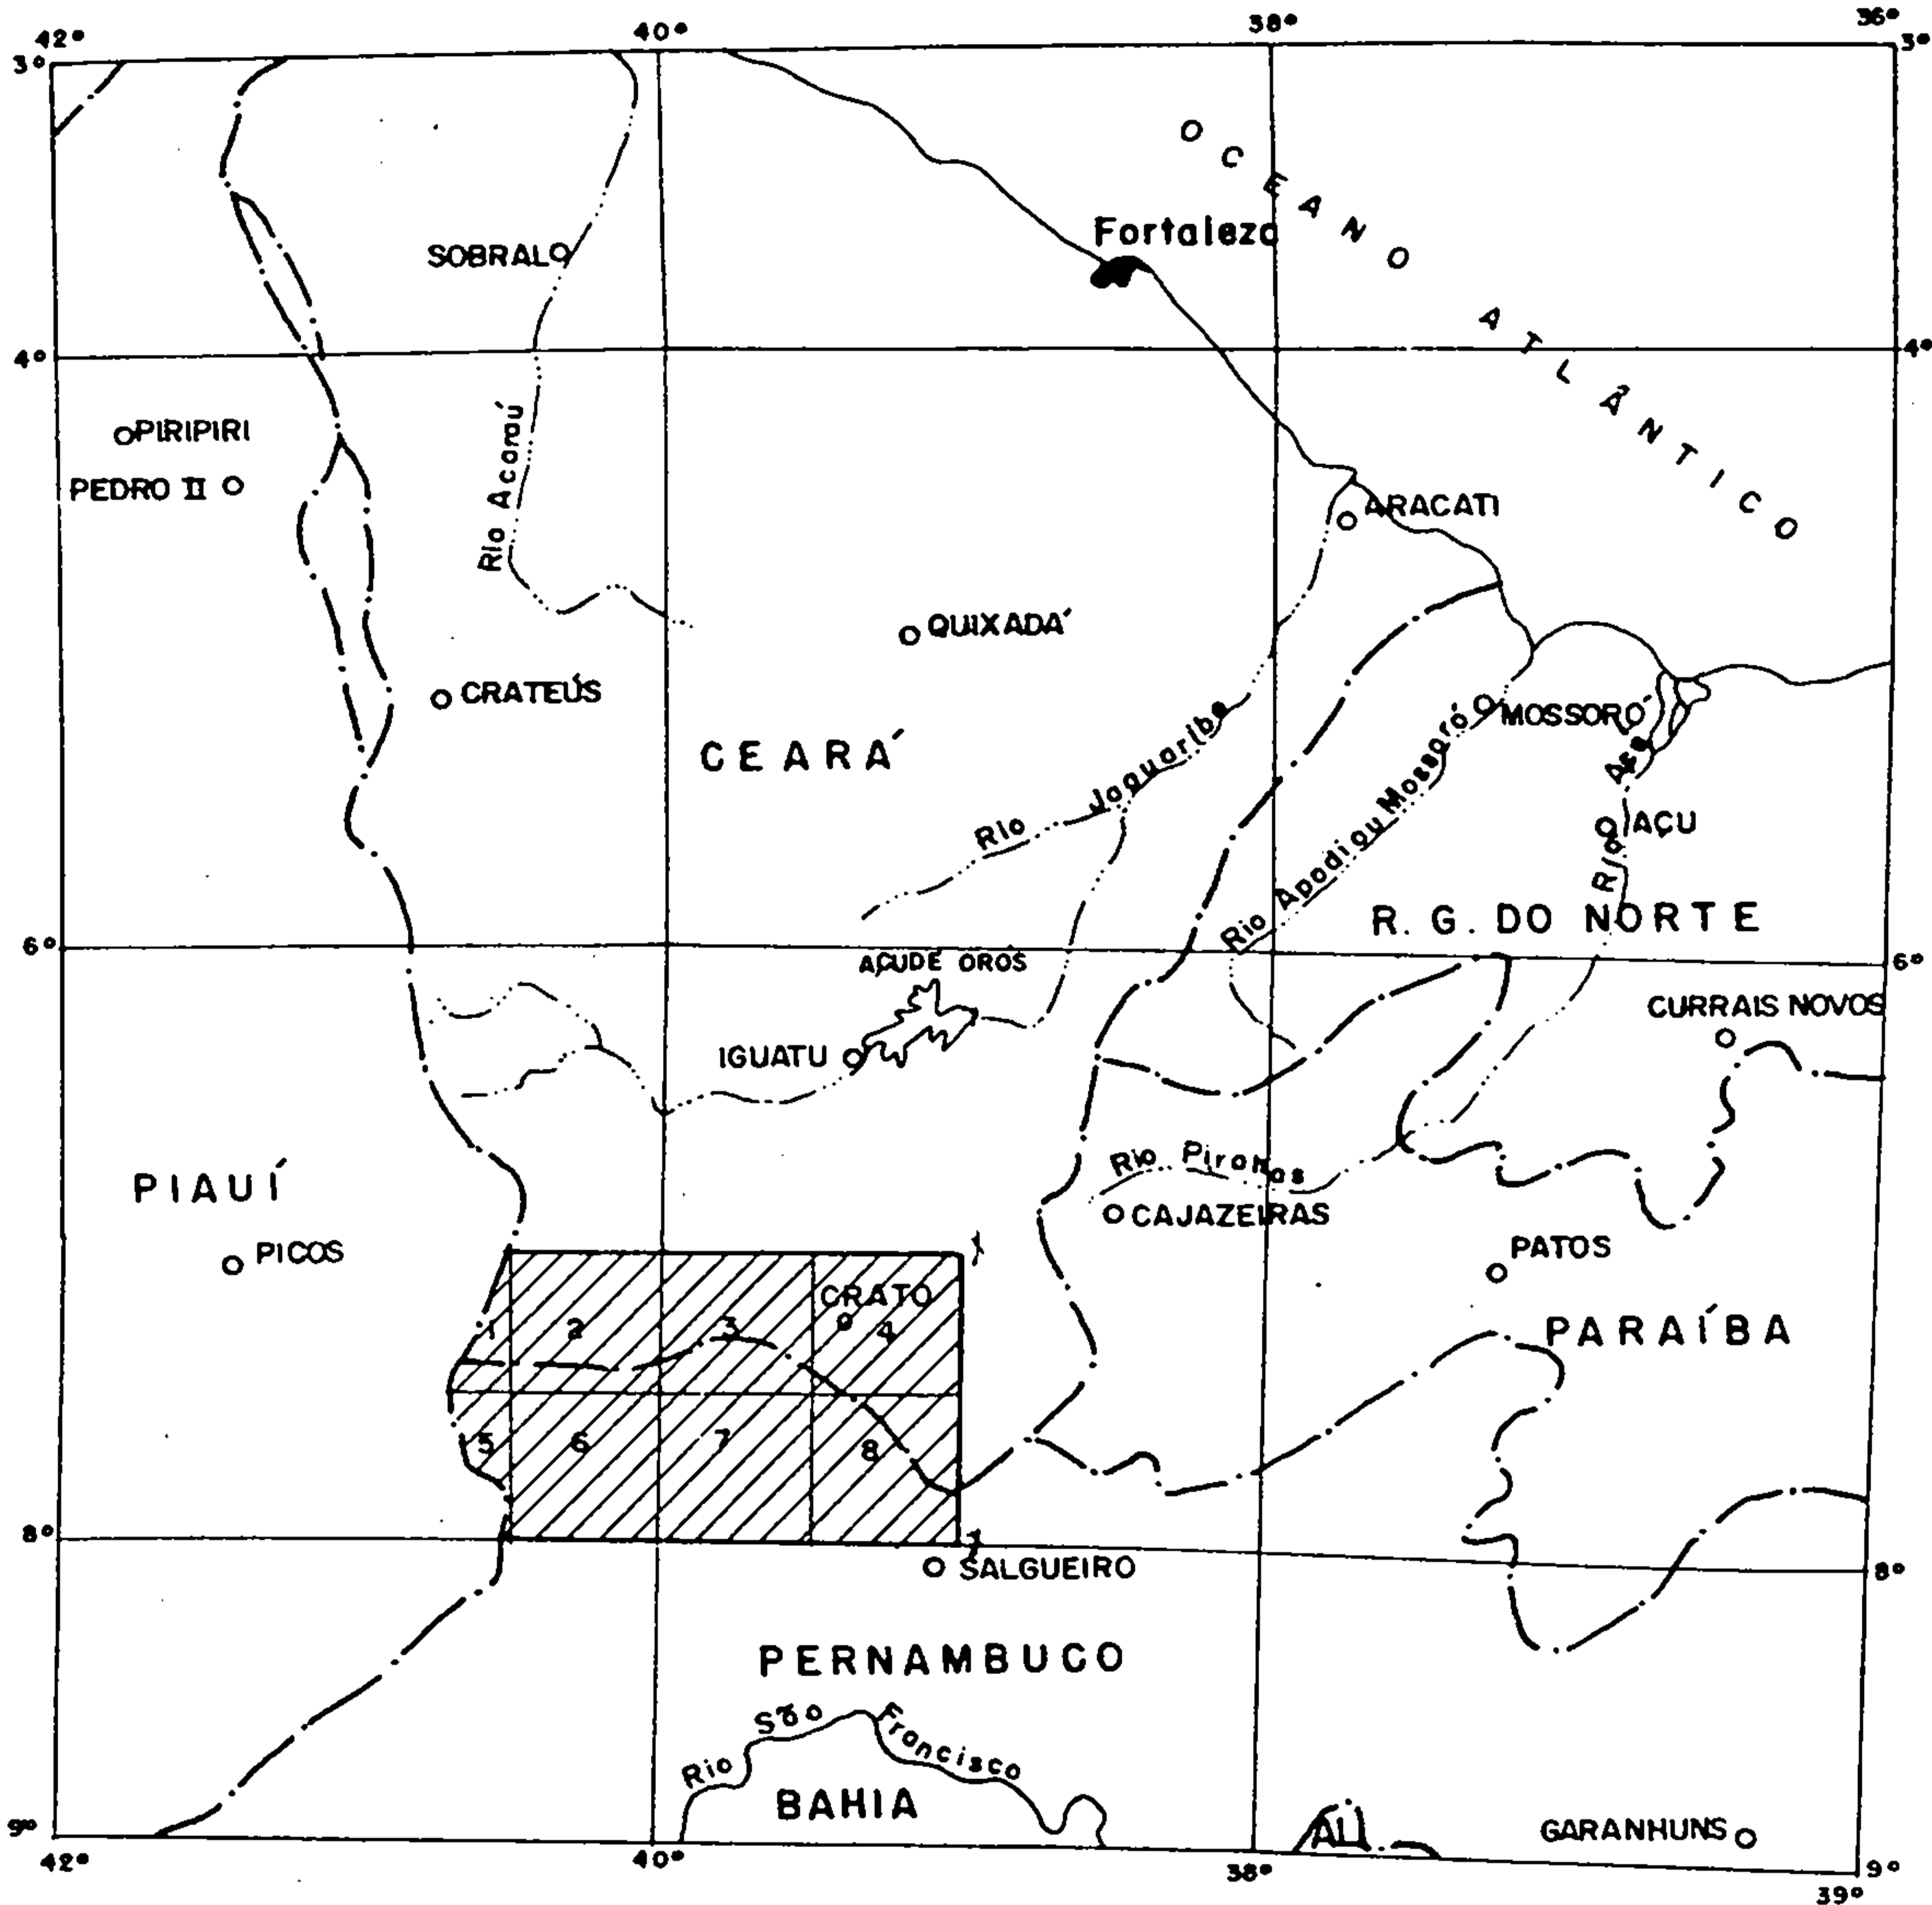 42° 40° 38° 36°
3° 3°
OCEANO ATLÂNTICO
Fortaleza
SOBRAL
4° 4°
PIRIPIRI
PEDRO II
Rio Acaraú
ARACATI
QUIXADÁ
CRATEÚS
MOSSORÓ
CEARÁ
Rio Jaguaribe
Rio Apodi ou Mossoró
Rio Açu
AÇU
R. G. DO NORTE
6° 6°
AÇUDE OROS
CURRAIS NOVOS
IGUATU
Rio Piranhas
PIAUÍ
CAJAZEIRAS
PICOS
PATOS
CRATO
1 2 3 4
PARAÍBA
5 6 7 8
8° 8°
SALGUEIRO
PERNAMBUCO
Rio São Francisco
BAHIA
AL
GARANHUNS
9° 9°
42° 40° 38° 39°